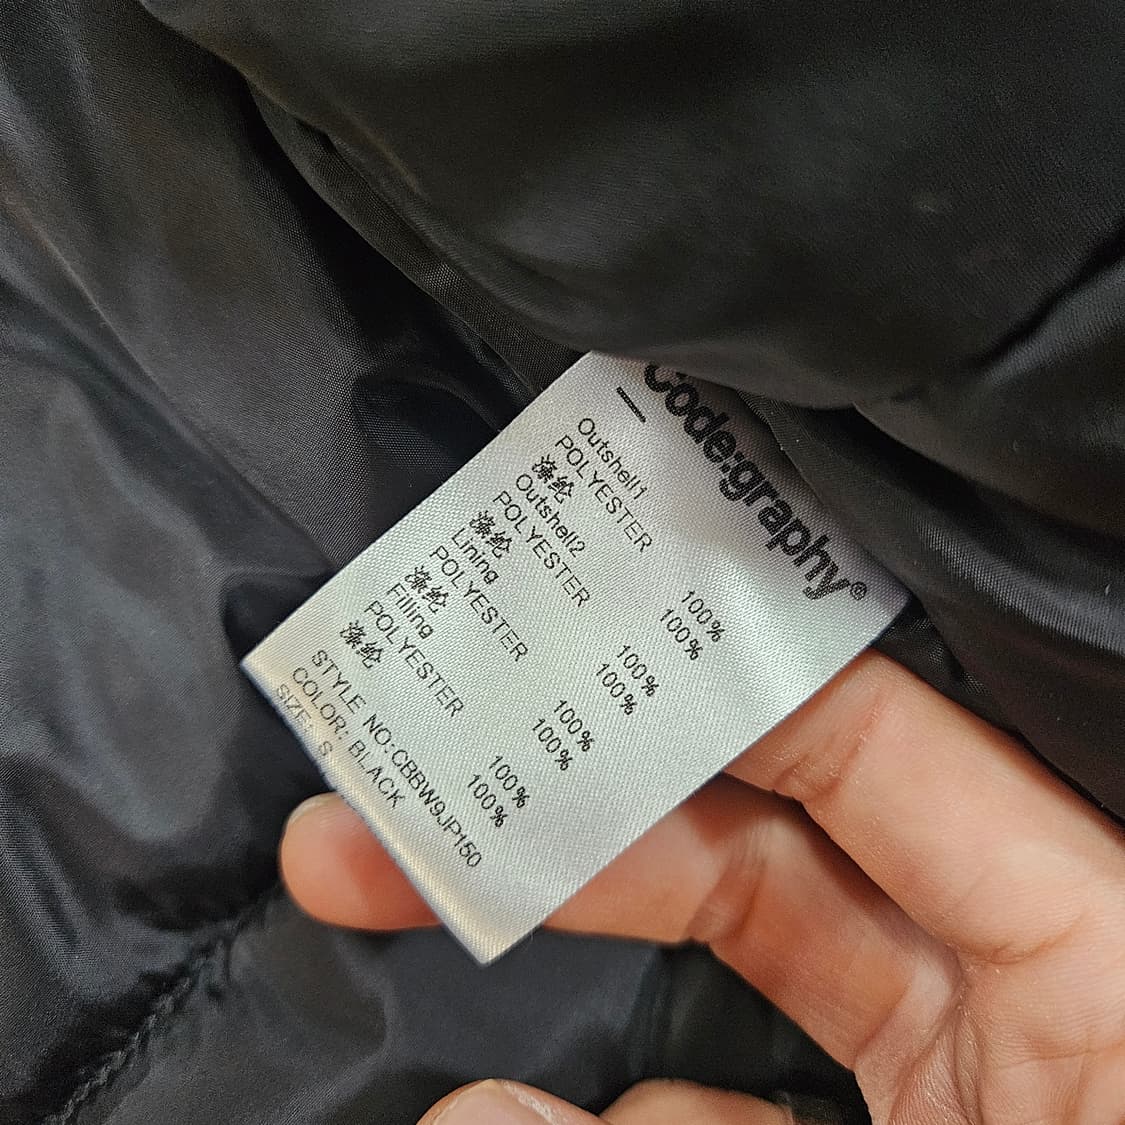 Code:graphy®
Outshell1
POLYESTER 100%
涤纶 100%
Outshell2
POLYESTER 100%
涤纶 100%
Lining
POLYESTER 100%
涤纶 100%
Filling
POLYESTER 100%
涤纶 100%
STYLE NO:CBBW9JP150
COLOR: BLACK
SIZE: S